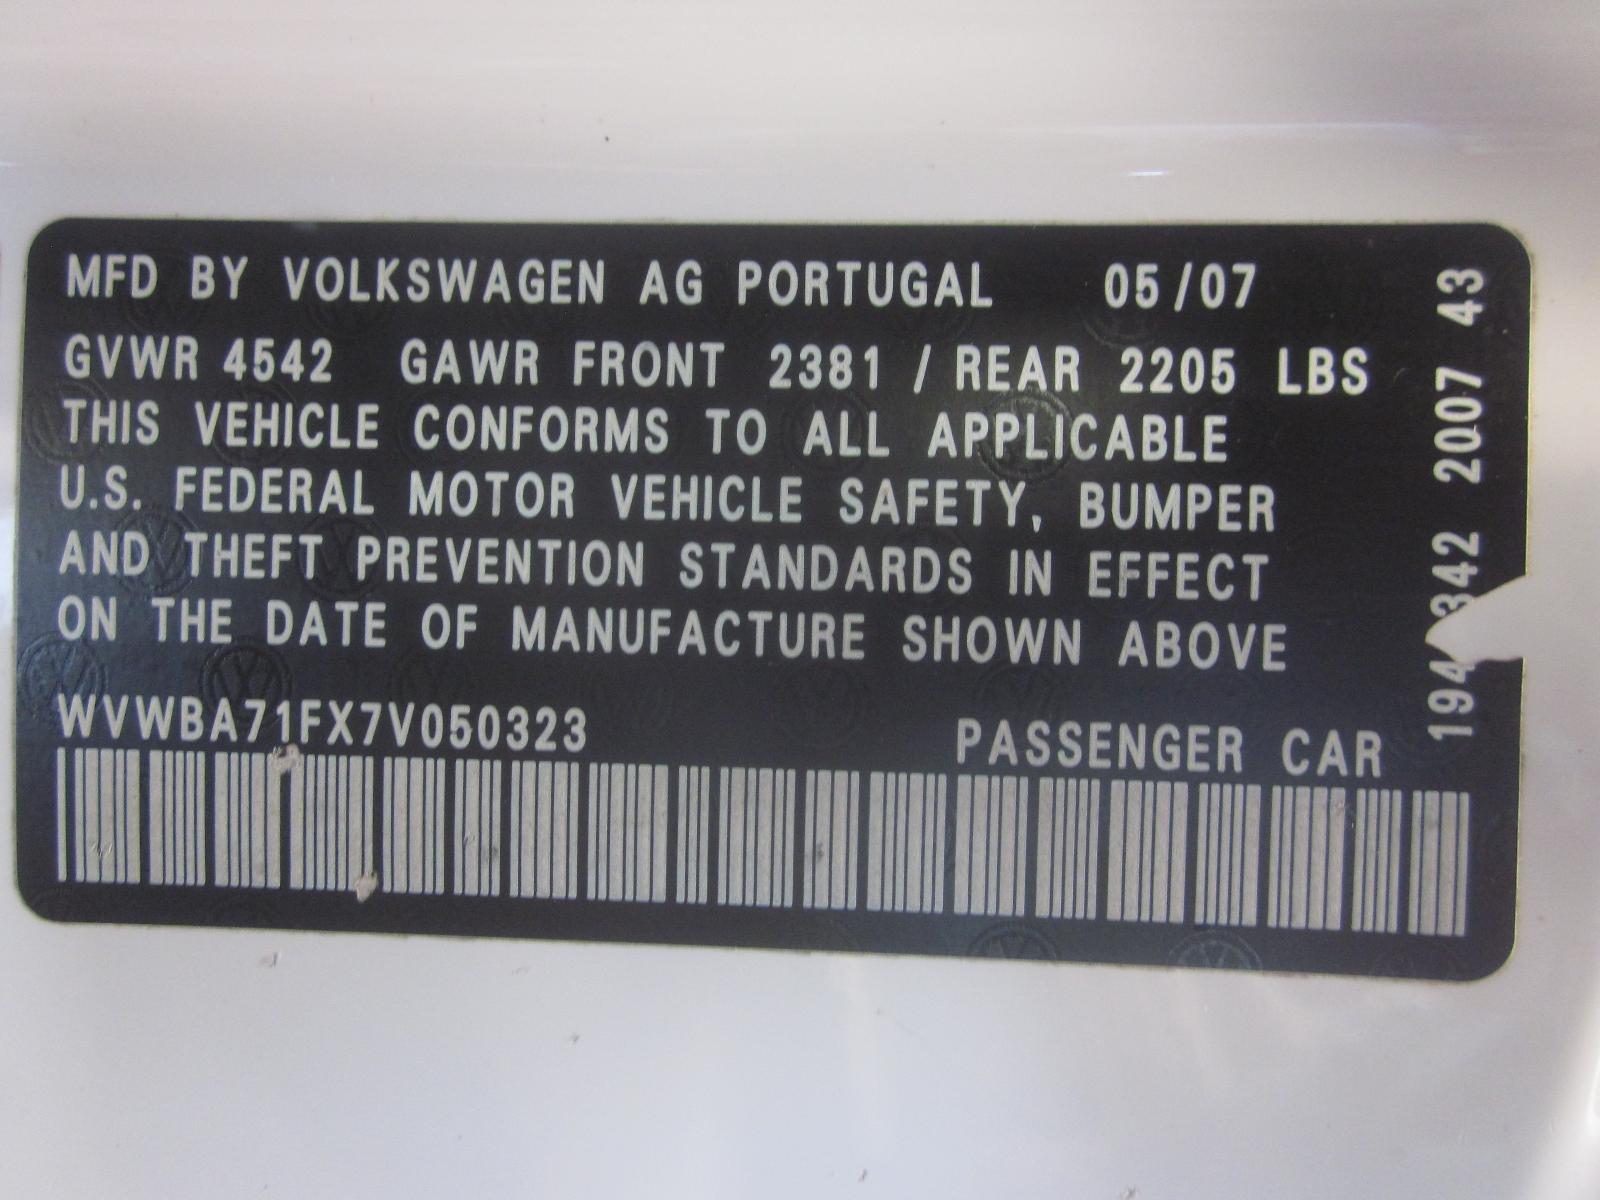 MFD BY VOLKSWAGEN AG PORTUGAL 05/07
GVWR 4542 GAWR FRONT 2381 / REAR 2205 LBS
THIS VEHICLE CONFORMS TO ALL APPLICABLE
U.S. FEDERAL MOTOR VEHICLE SAFETY, BUMPER
AND THEFT PREVENTION STANDARDS IN EFFECT
ON THE DATE OF MANUFACTURE SHOWN ABOVE
WVWBA71FX7V050323
PASSENGER CAR
2007 43